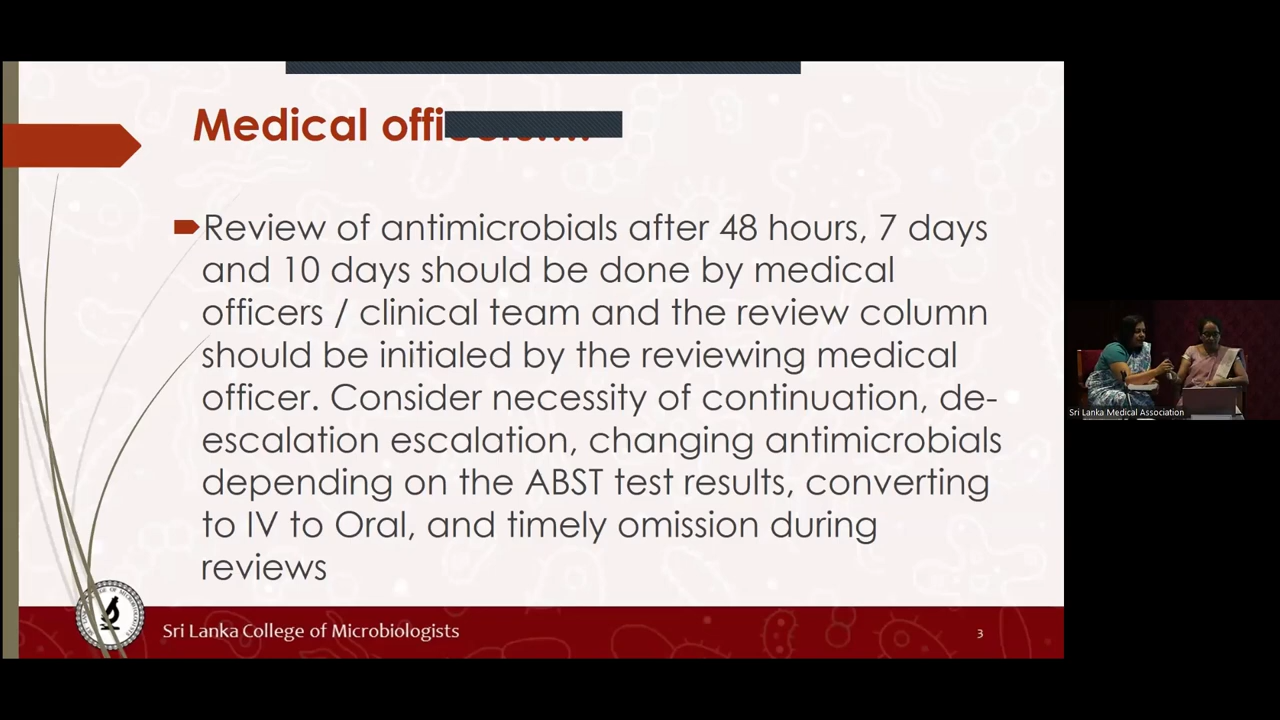 Medical
Review of antimicrobials after 48 hours, 7 days
and 10 days should be done by medical
officers / clinical team and the review column
should be initialed by the reviewing medical
officer. Consider necessity of continuation, de-
escalation escalation, changing antimicrobials
depending on the ABST test results, converting
to IV to Oral, and timely omission during
reviews
Sri Lanka College of Microbiologists
3
Sri Lanka Medical Association